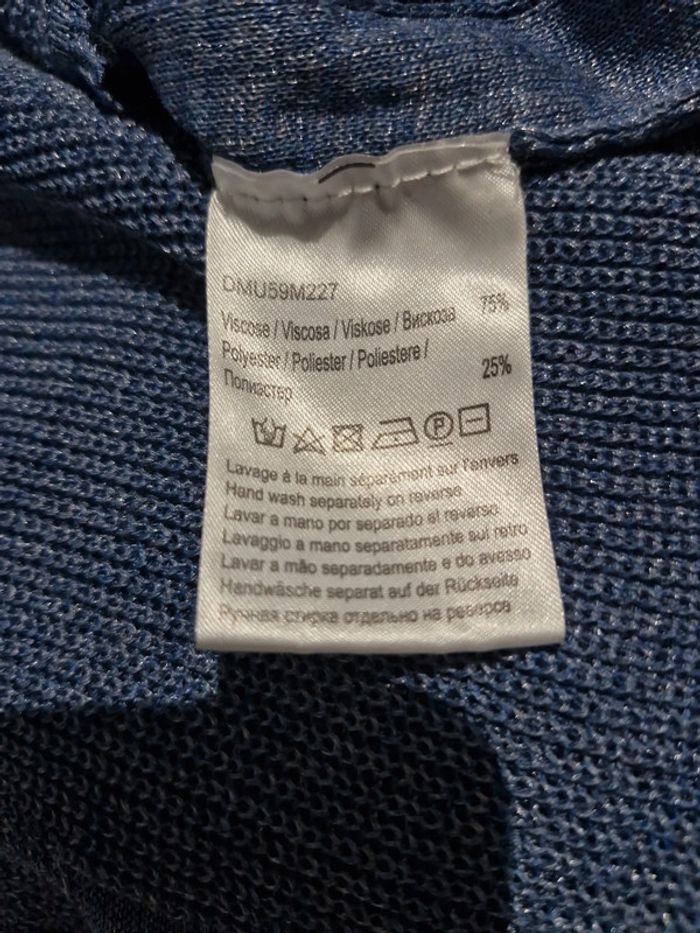 DMU59M227
Viscose / Viscosa / Viskose / Вискоза 75%
Polyester / Poliester / Poliestere /
Полиэстер 25%
P
Lavage à la main séparément sur l'envers
Hand wash separately on reverse
Lavar a mano por separado el reverso
Lavaggio a mano separatamente sul retro
Lavar a mão separadamente e do avesso
Handwäsche separat auf der Rückseite
Ручная стирка отдельно на реверсе